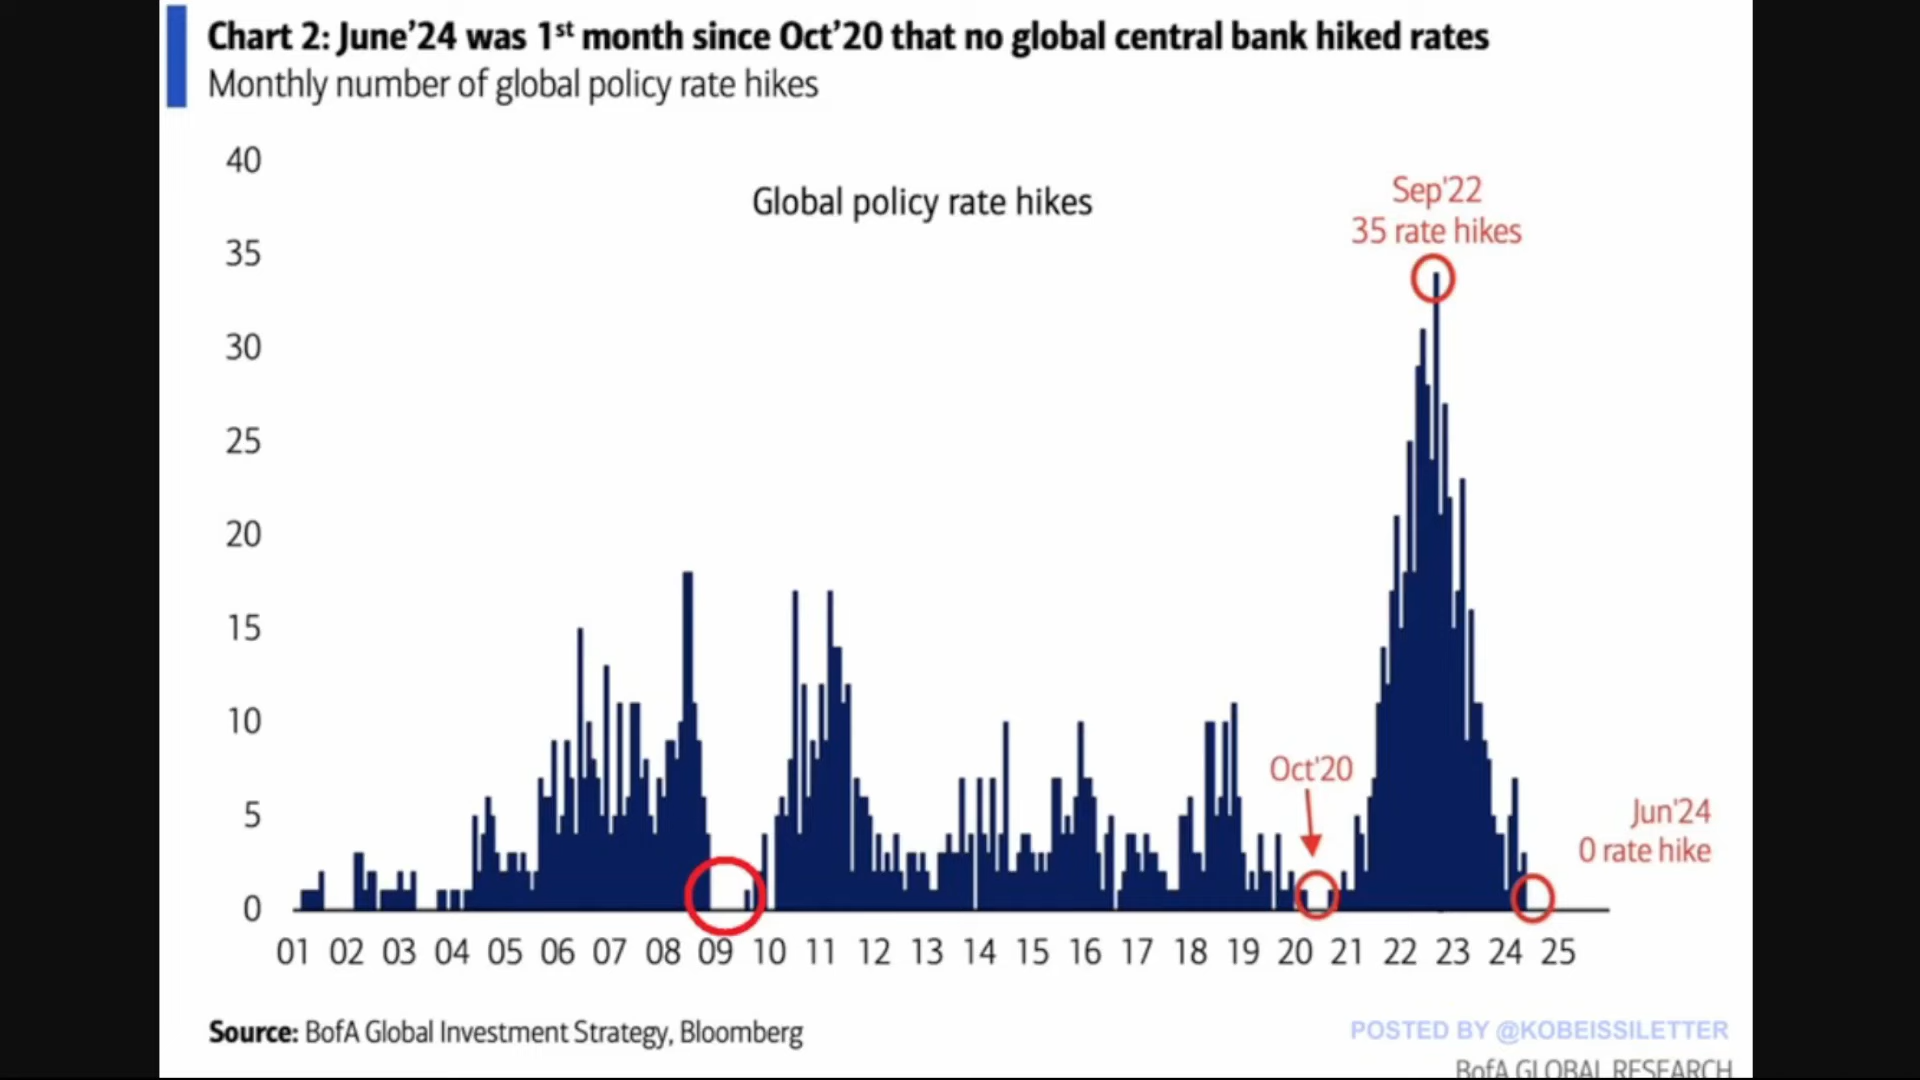 Chart 2: June'24 was 1st month since Oct'20 that no global central bank hiked rates
Monthly number of global policy rate hikes
40
Global policy rate hikes
Sep'22
35 rate hikes
35
30
25
20
15
10
Oct'20
5
Jun'24
0 rate hike
0
01 02 03 04 05 06 07 08 09 10 11 12 13 14 15 16 17 18 19 20 21 22 23 24 25
Source: BofA Global Investment Strategy, Bloomberg
POSTED BY @KOBEISSILETTER
BofA GLOBAL RESEARCH